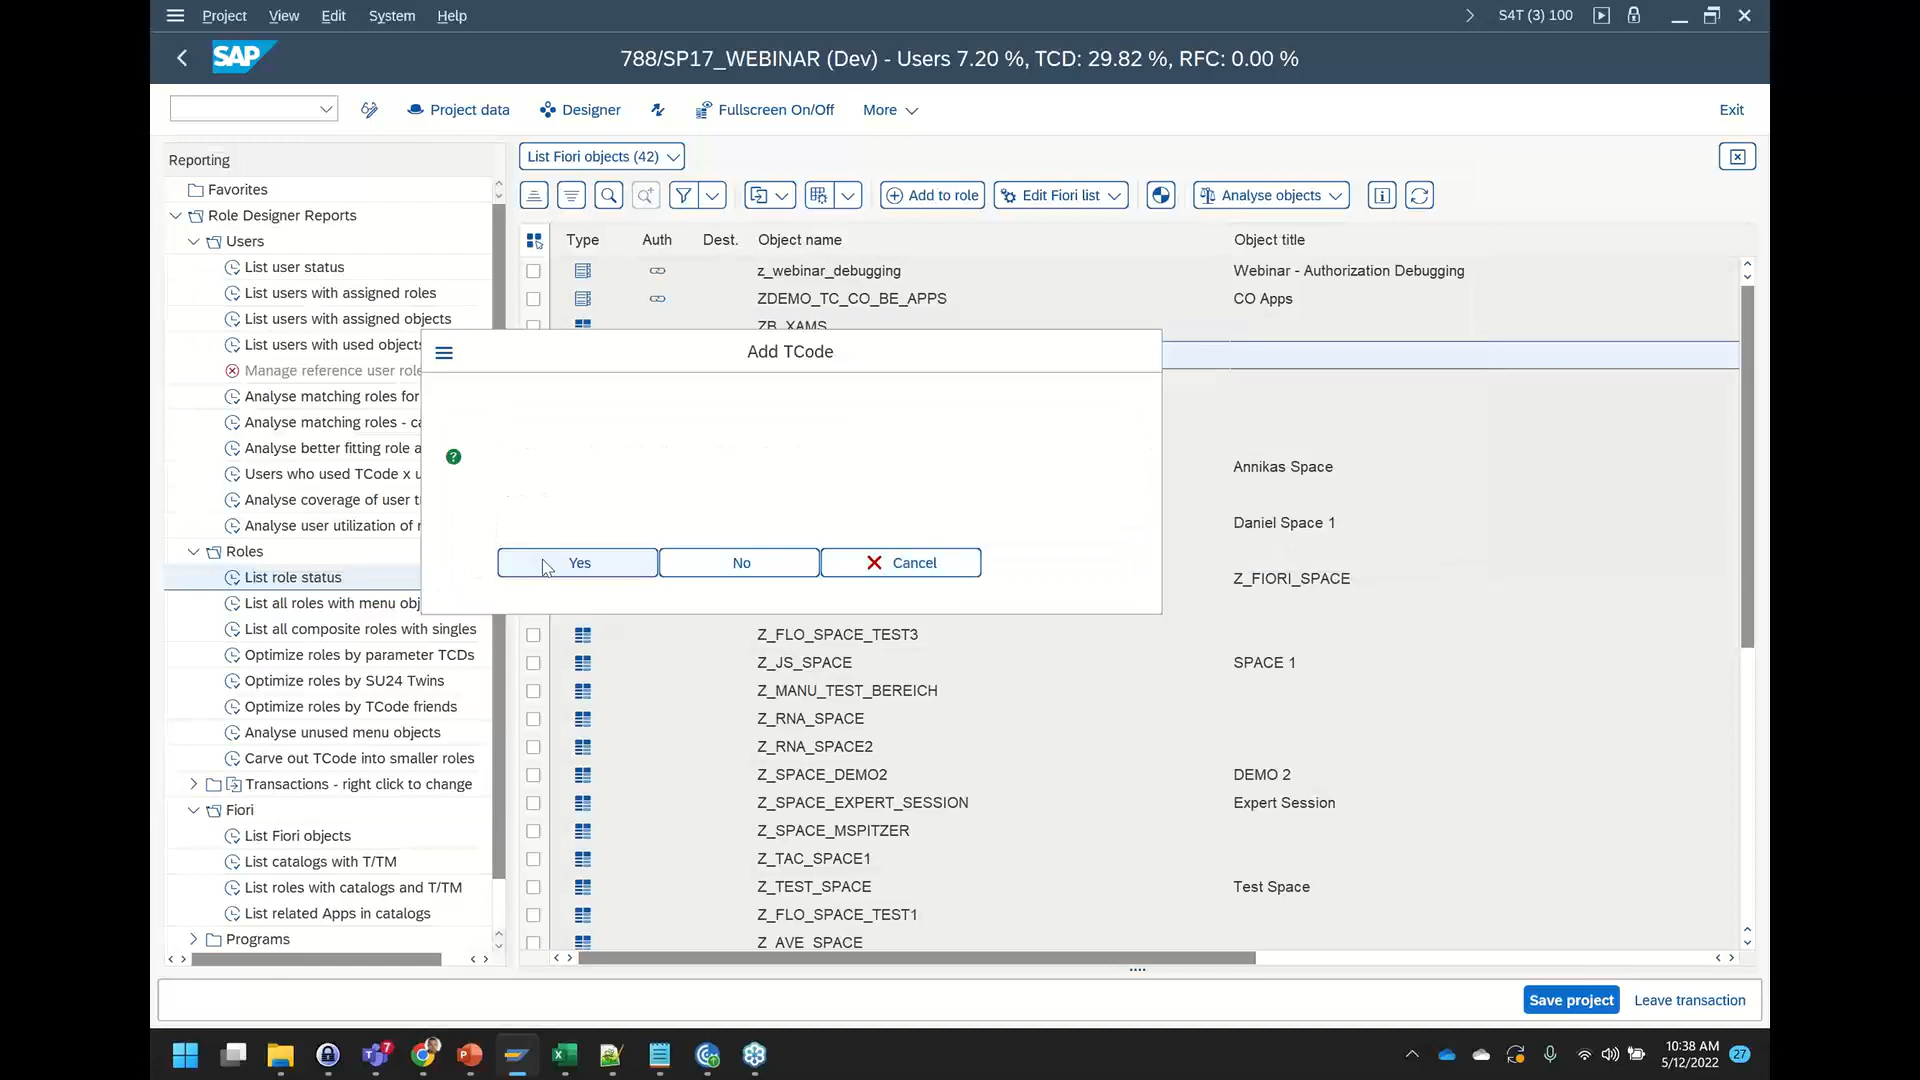 Project View Edit System Help S4T (3) 100
SAP 788/SP17_WEBINAR (Dev) - Users 7.20 %, TCD: 29.82 %, RFC: 0.00 %
Project data Designer Fullscreen On/Off More Exit
Reporting
Favorites
Role Designer Reports
Users
List user status
List users with assigned roles
List users with assigned objects
List users with used objects
Manage reference user role
Analyse matching roles for
Analyse matching roles - ca
Analyse better fitting role a
Users who used TCode x u
Analyse coverage of user t
Analyse user utilization of r
Roles
List role status
List all roles with menu obj
List all composite roles with singles
Optimize roles by parameter TCDs
Optimize roles by SU24 Twins
Optimize roles by TCode friends
Analyse unused menu objects
Carve out TCode into smaller roles
Transactions - right click to change
Fiori
List Fiori objects
List catalogs with T/TM
List roles with catalogs and T/TM
List related Apps in catalogs
Programs
List Fiori objects (42)
Add to role Edit Fiori list Analyse objects
Type Auth Dest. Object name Object title
z_webinar_debugging Webinar - Authorization Debugging
ZDEMO_TC_CO_BE_APPS CO Apps
ZB_XAMS
Add TCode
Yes No Cancel
Annikas Space
Daniel Space 1
Z_FIORI_SPACE
Z_FLO_SPACE_TEST3
Z_JS_SPACE SPACE 1
Z_MANU_TEST_BEREICH
Z_RNA_SPACE
Z_RNA_SPACE2
Z_SPACE_DEMO2 DEMO 2
Z_SPACE_EXPERT_SESSION Expert Session
Z_SPACE_MSPITZER
Z_TAC_SPACE1
Z_TEST_SPACE Test Space
Z_FLO_SPACE_TEST1
Z_AVE_SPACE
Save project Leave transaction
7
10:38 AM
5/12/2022
27